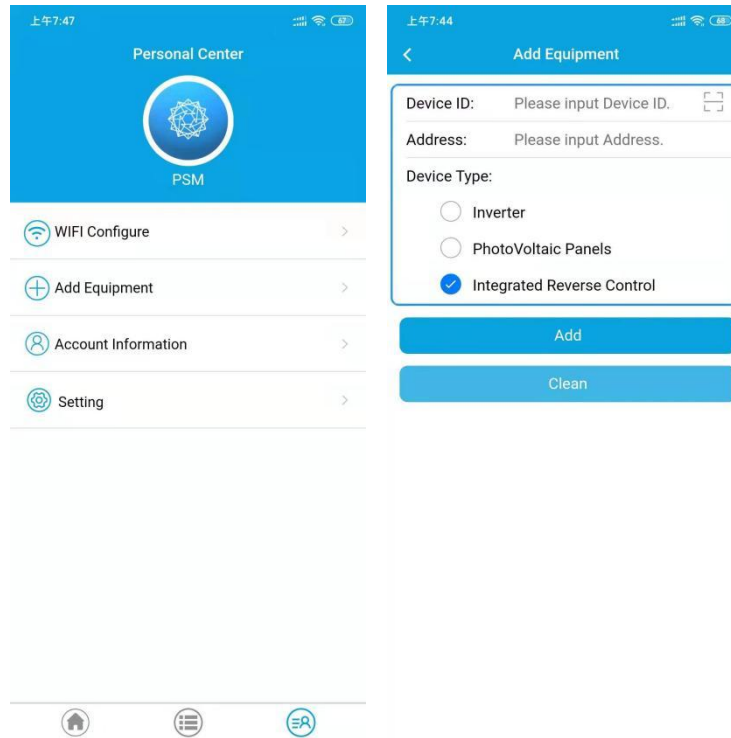 上午7:47
67
Personal Center
PSM
WIFI Configure
Add Equipment
Account Information
Setting
上午7:44
68
Add Equipment
Device ID: Please input Device ID.
Address: Please input Address.
Device Type:
Inverter
PhotoVoltaic Panels
Integrated Reverse Control
Add
Clean